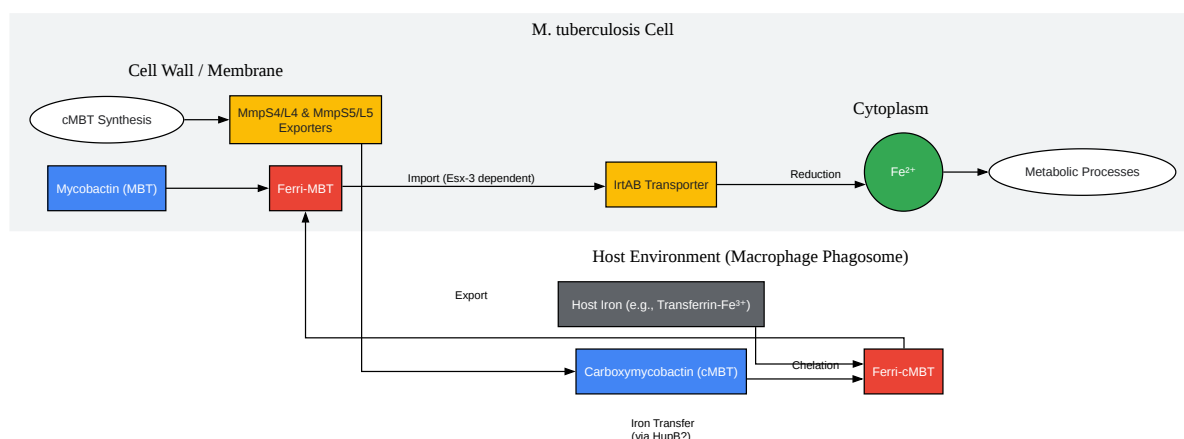 M. tuberculosis Cell
Cell Wall / Membrane
cMBT Synthesis
MmpS4/L4 & MmpS5/L5
Exporters
Cytoplasm
Mycobactin (MBT)
Ferri-MBT
Import (Esx-3 dependent)
IrtAB Transporter
Reduction
Fe²⁺
Metabolic Processes
Host Environment (Macrophage Phagosome)
Export
Host Iron (e.g., Transferrin-Fe³⁺)
Carboxymycobactin (cMBT)
Chelation
Ferri-cMBT
Iron Transfer
(via HupB?)